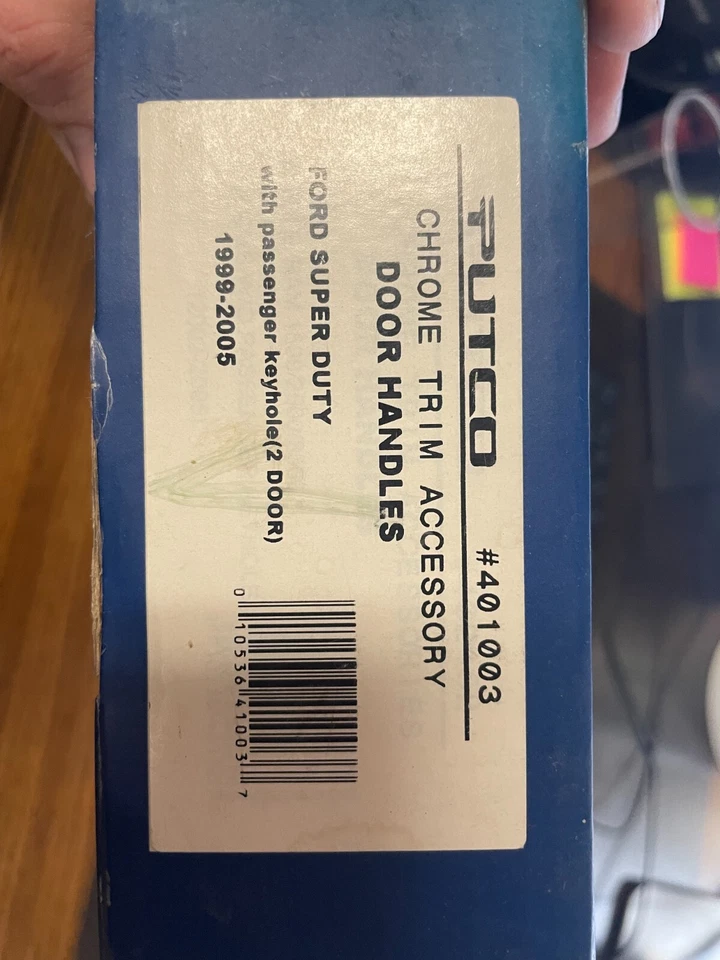 PUTCO #401003
CHROME TRIM ACCESSORY
DOOR HANDLES
FORD SUPER DUTY
with passenger keyhole(2 DOOR)
1999-2005
0 10536 41003 7